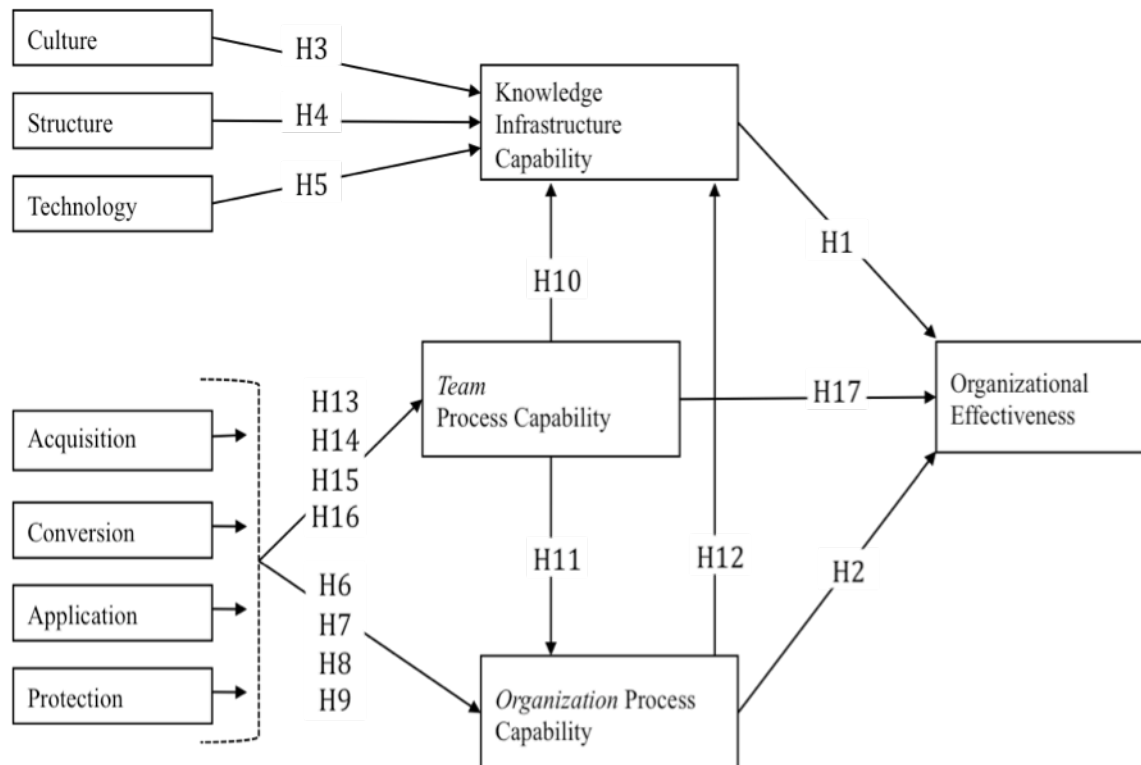 Culture
H3
Knowledge
Infrastructure
Capability
Structure
H4
Technology
H5
H1
H10
Team
Process Capability
H17
Organizational
Effectiveness
Acquisition
Conversion
Application
Protection
H13
H14
H15
H16
H6
H7
H8
H9
H11
H12
H2
Organization Process
Capability